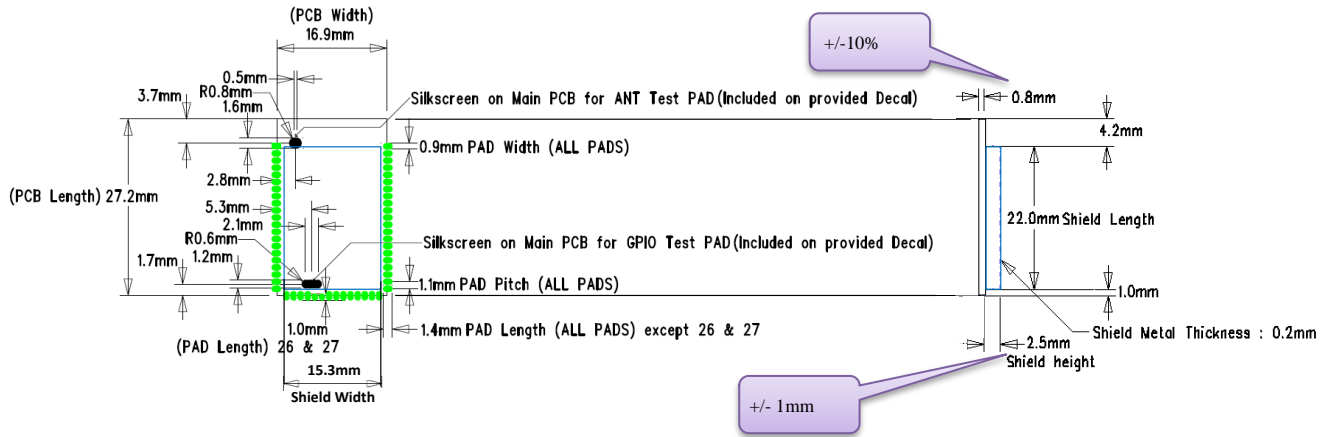 (PCB Width)
16.9mm
+/-10%
0.5mm
R0.8mm
3.7mm
1.6mm
Silkscreen on Main PCB for ANT Test PAD(Included on provided Decal)
0.8mm
4.2mm
0.9mm PAD Width (ALL PADS)
2.8mm
(PCB Length) 27.2mm
5.3mm
2.1mm
22.0mm Shield Length
R0.6mm
Silkscreen on Main PCB for GPIO Test PAD(Included on provided Decal)
1.7mm
1.2mm
1.1mm PAD Pitch (ALL PADS)
1.0mm
1.0mm
1.4mm PAD Length (ALL PADS) except 26 & 27
Shield Metal Thickness : 0.2mm
(PAD Length) 26 & 27
2.5mm
Shield height
15.3mm
Shield Width
+/- 1mm